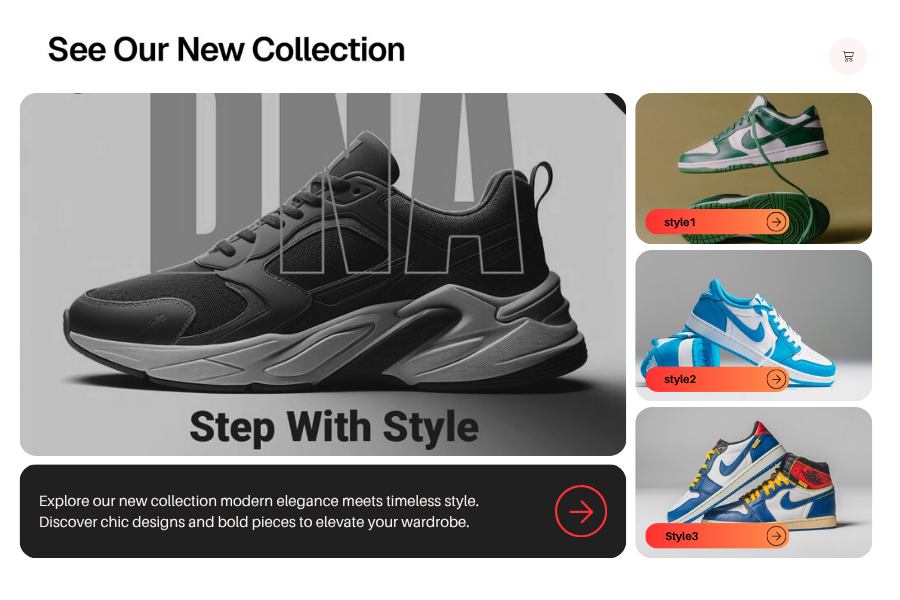 See Our New Collection
DNA
Step With Style
Explore our new collection modern elegance meets timeless style.
Discover chic designs and bold pieces to elevate your wardrobe.
style1
style2
Style3